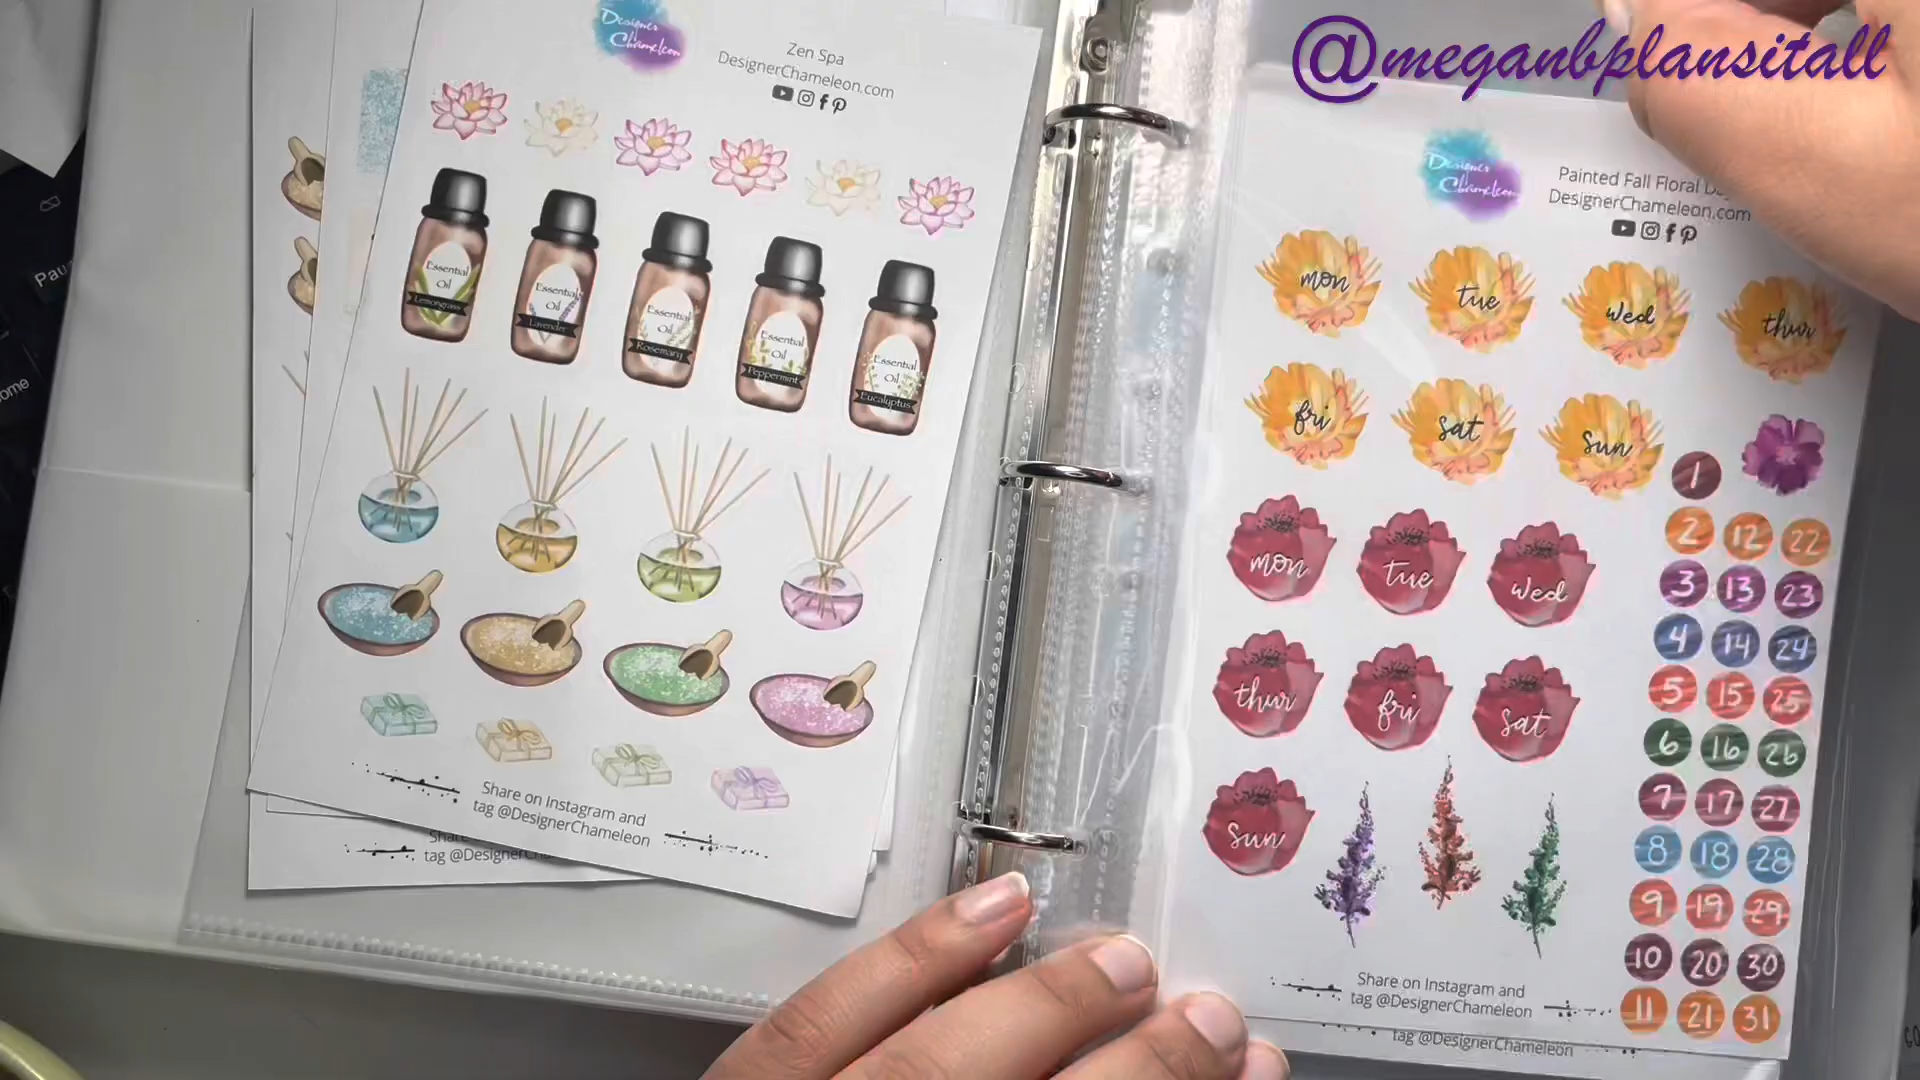 @meganbplansitall
Designer
Chameleon
Zen Spa
DesignerChameleon.com
Essential
Oil
Lemongrass
Essential
Oil
Lavender
Essential
Oil
Rosemary
Essential
Oil
Peppermint
Essential
Oil
Eucalyptus
Share on Instagram and
tag @DesignerChameleon
tag @Designer
Designer
Chameleon
Painted Fall Floral
DesignerChameleon.com
mon
tue
wed
thur
fri
sat
sun
mon
tue
wed
thur
fri
sat
sun
1
2 12 22
3 13 23
4 14 24
5 15 25
6 16 26
7 17 27
8 18 28
9 19 29
10 20 30
11 21 31
Share on Instagram and
tag @DesignerChameleon
tag @DesignerChameleon